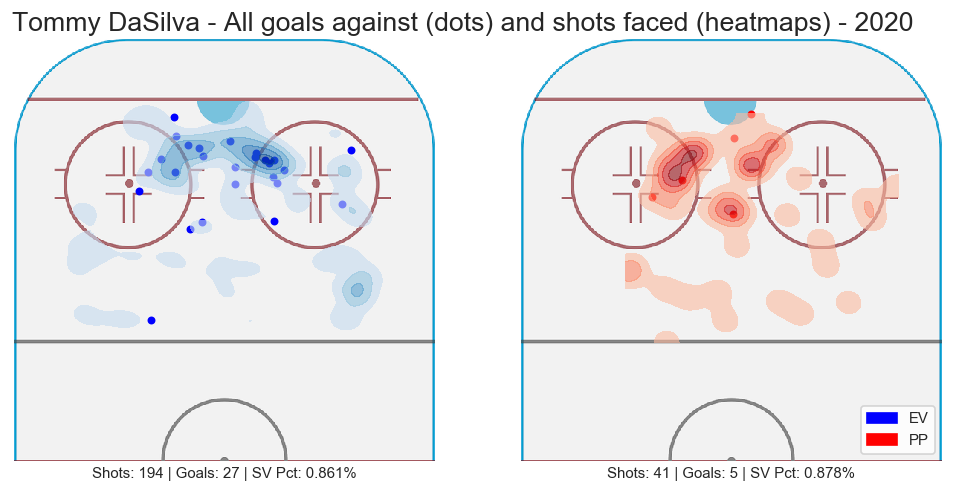 Tommy DaSilva - All goals against (dots) and shots faced (heatmaps) - 2020
EV
PP
Shots: 194 | Goals: 27 | SV Pct: 0.861%
Shots: 41 | Goals: 5 | SV Pct: 0.878%